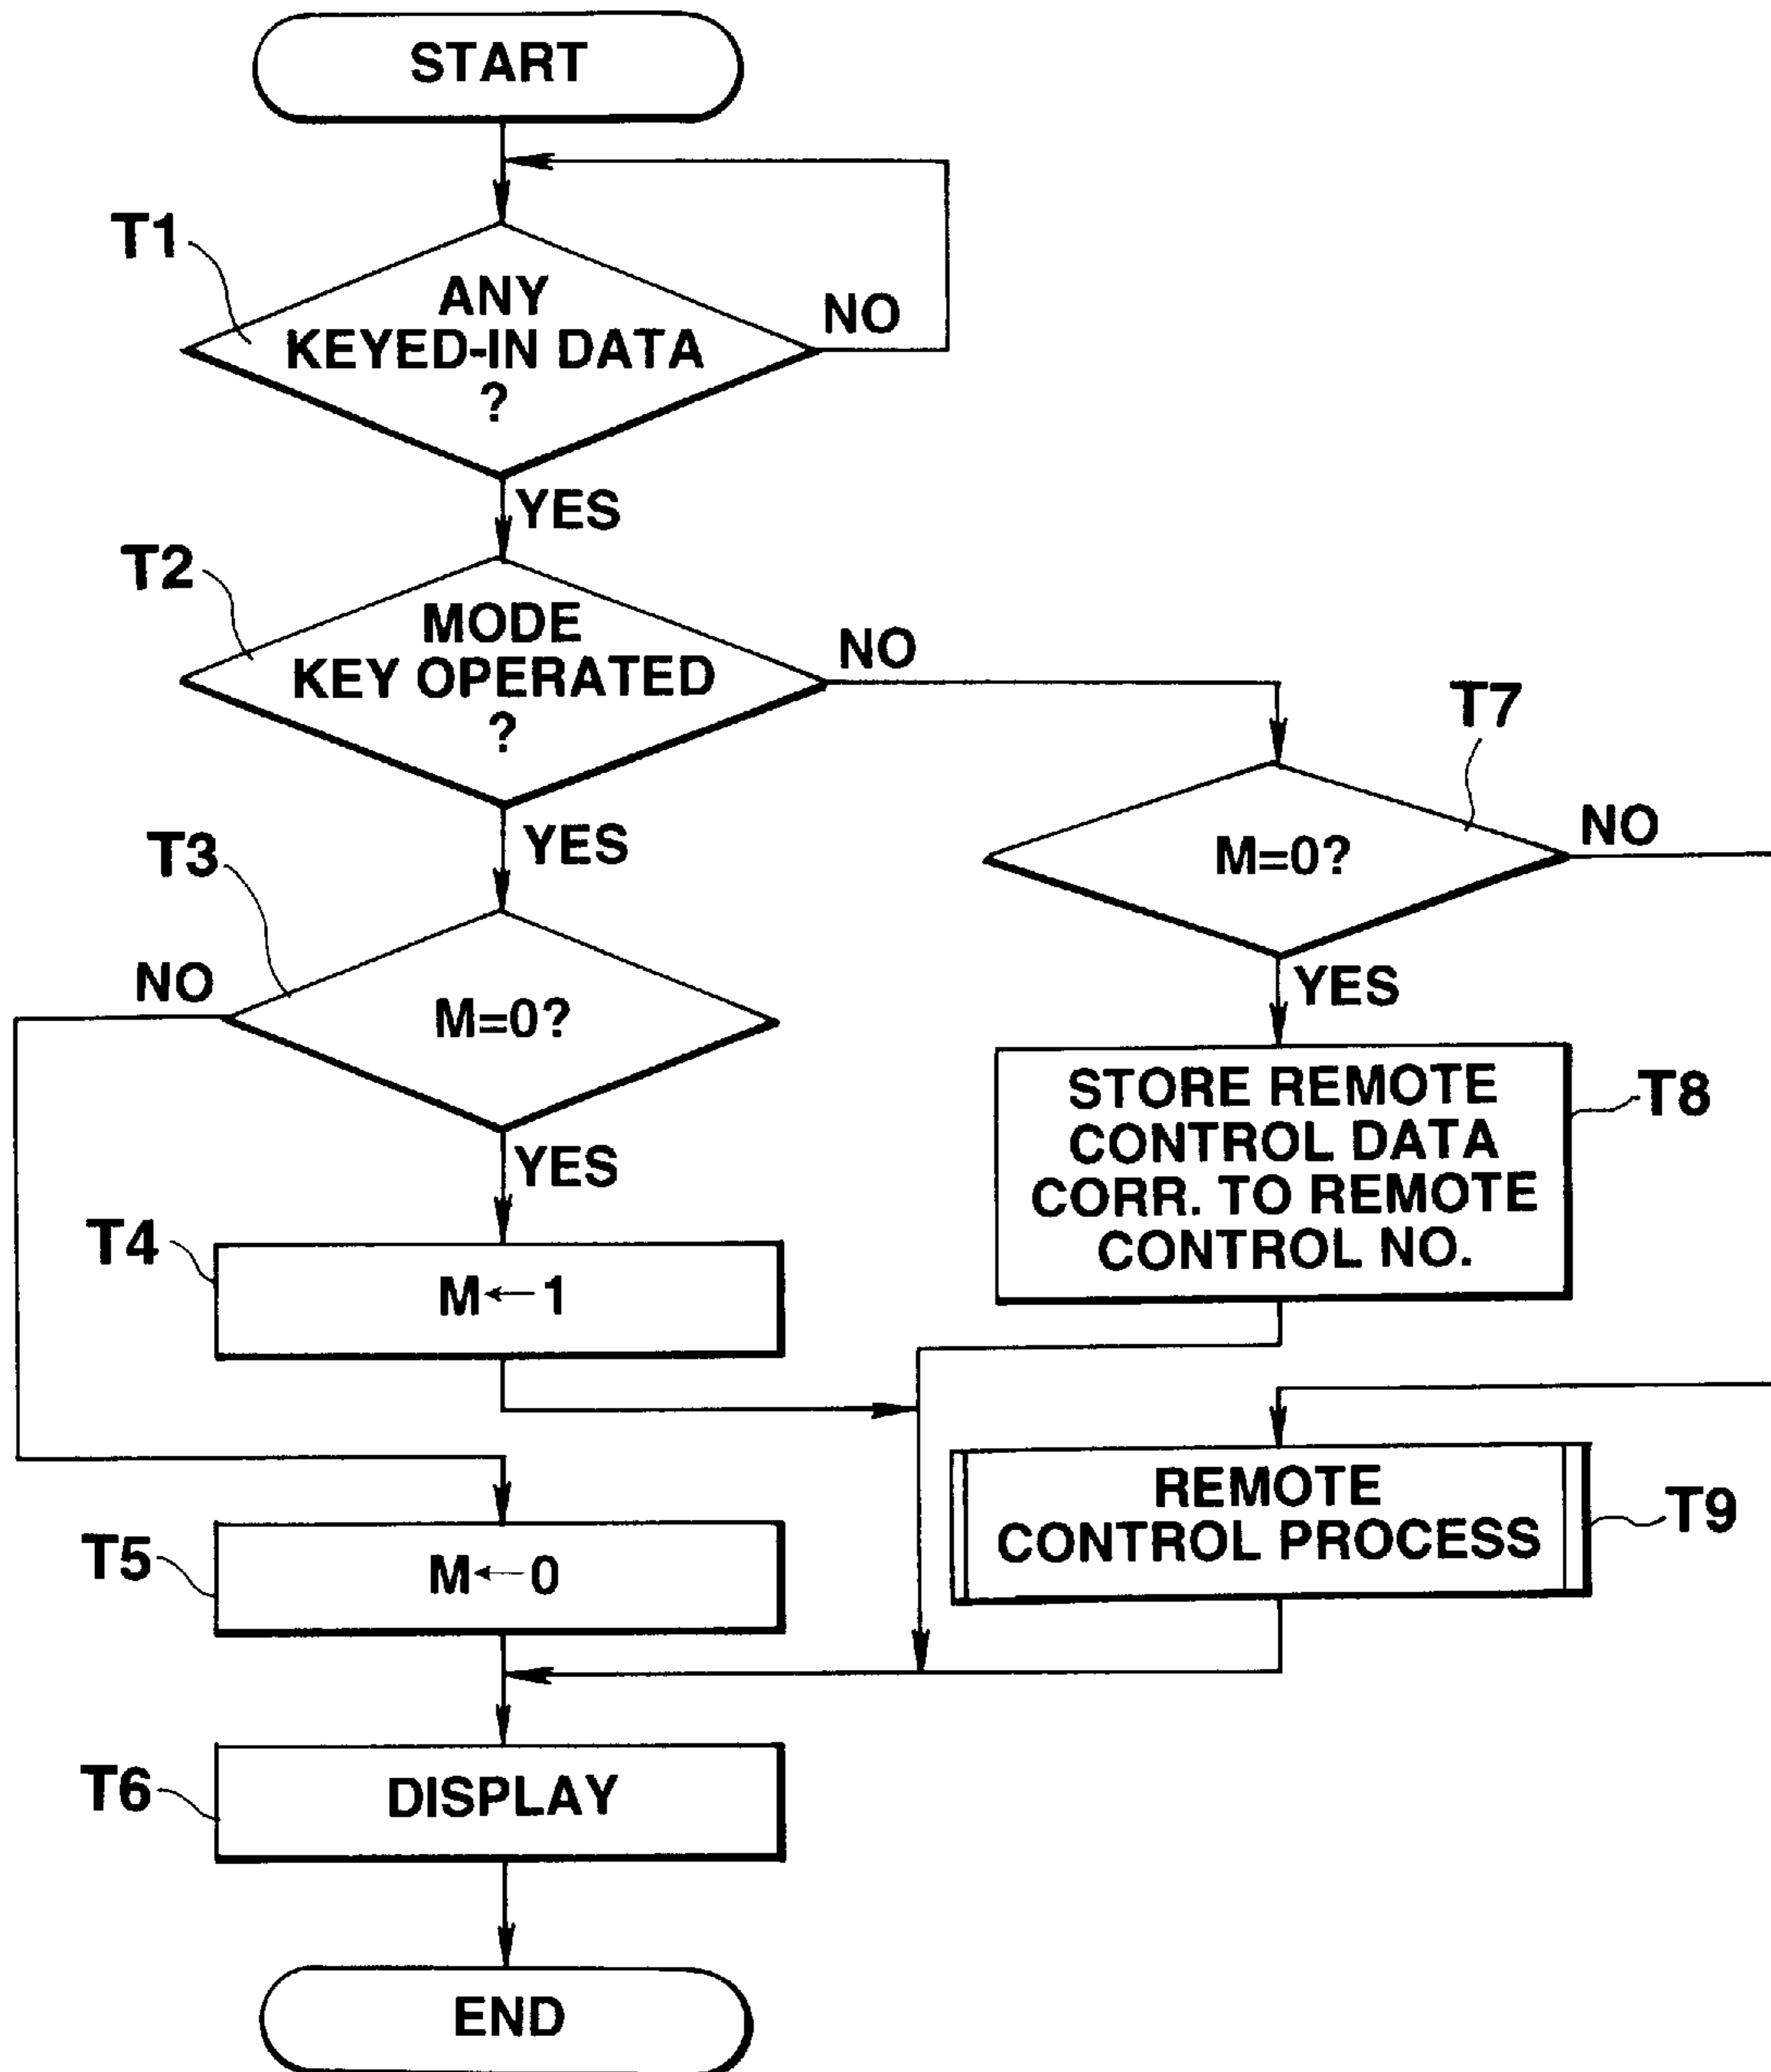 START
T1
ANY
KEYED-IN DATA
?
NO
YES
T2
MODE
KEY OPERATED
?
NO
YES
T7
M=0?
NO
YES
T3
M=0?
NO
YES
T8
STORE REMOTE
CONTROL DATA
CORR. TO REMOTE
CONTROL NO.
T4
M←1
T9
REMOTE
CONTROL PROCESS
T5
M←0
T6
DISPLAY
END